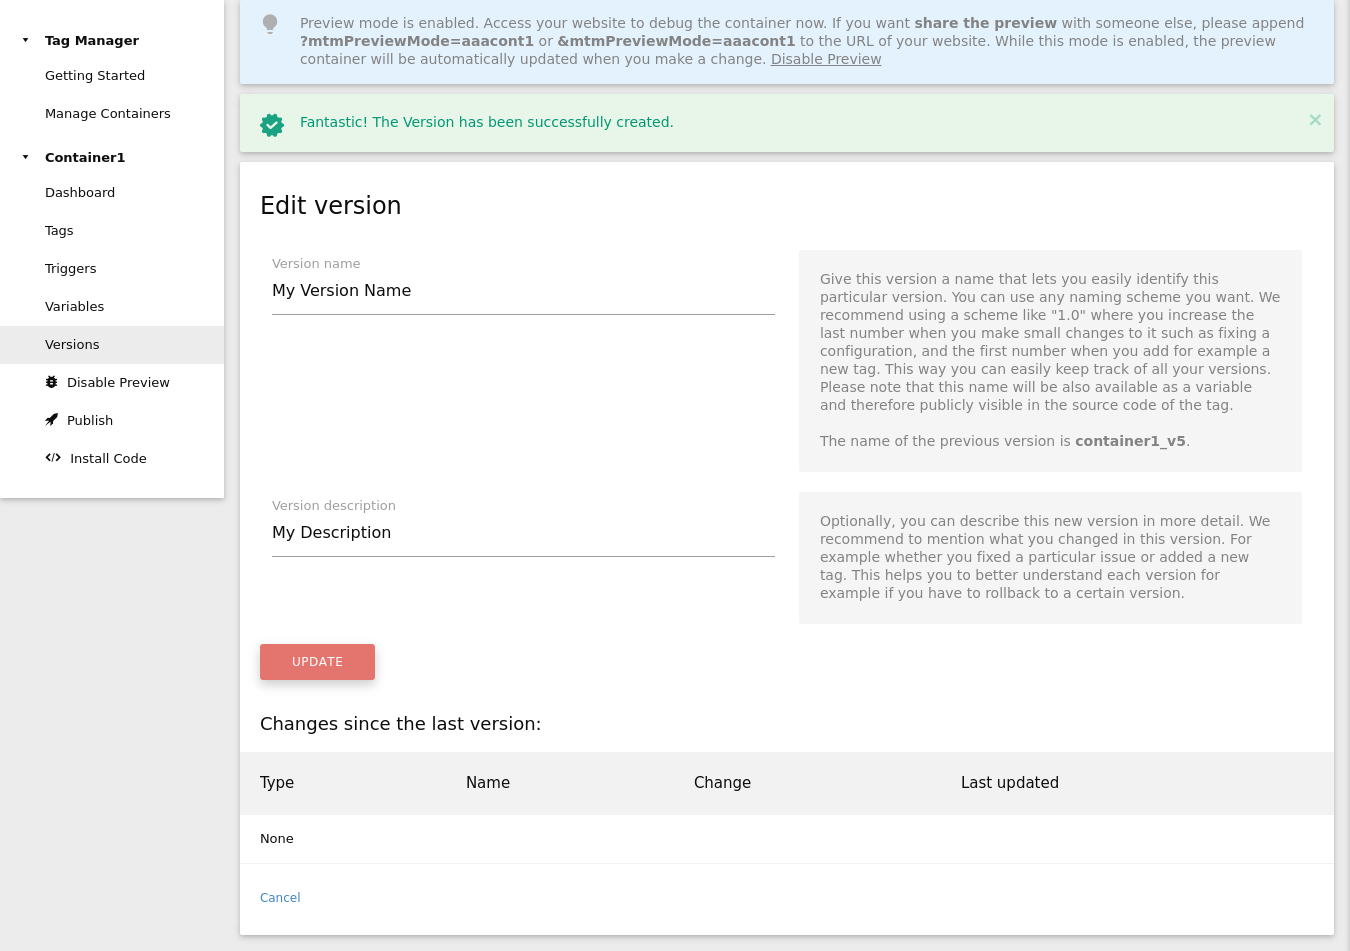 Tag Manager
Getting Started
Manage Containers
Container1
Dashboard
Tags
Triggers
Variables
Versions
Disable Preview
Publish
Install Code
Preview mode is enabled. Access your website to debug the container now. If you want share the preview with someone else, please append
?mtmPreviewMode=aaacont1 or &mtmPreviewMode=aaacont1 to the URL of your website. While this mode is enabled, the preview
container will be automatically updated when you make a change. Disable Preview
Fantastic! The Version has been successfully created.
×
Edit version
Version name
My Version Name
Give this version a name that lets you easily identify this
particular version. You can use any naming scheme you want. We
recommend using a scheme like "1.0" where you increase the
last number when you make small changes to it such as fixing a
configuration, and the first number when you add for example a
new tag. This way you can easily keep track of all your versions.
Please note that this name will be also available as a variable
and therefore publicly visible in the source code of the tag.
The name of the previous version is container1_v5.
Version description
My Description
Optionally, you can describe this new version in more detail. We
recommend to mention what you changed in this version. For
example whether you fixed a particular issue or added a new
tag. This helps you to better understand each version for
example if you have to rollback to a certain version.
UPDATE
Changes since the last version:
Type Name Change Last updated
None
Cancel